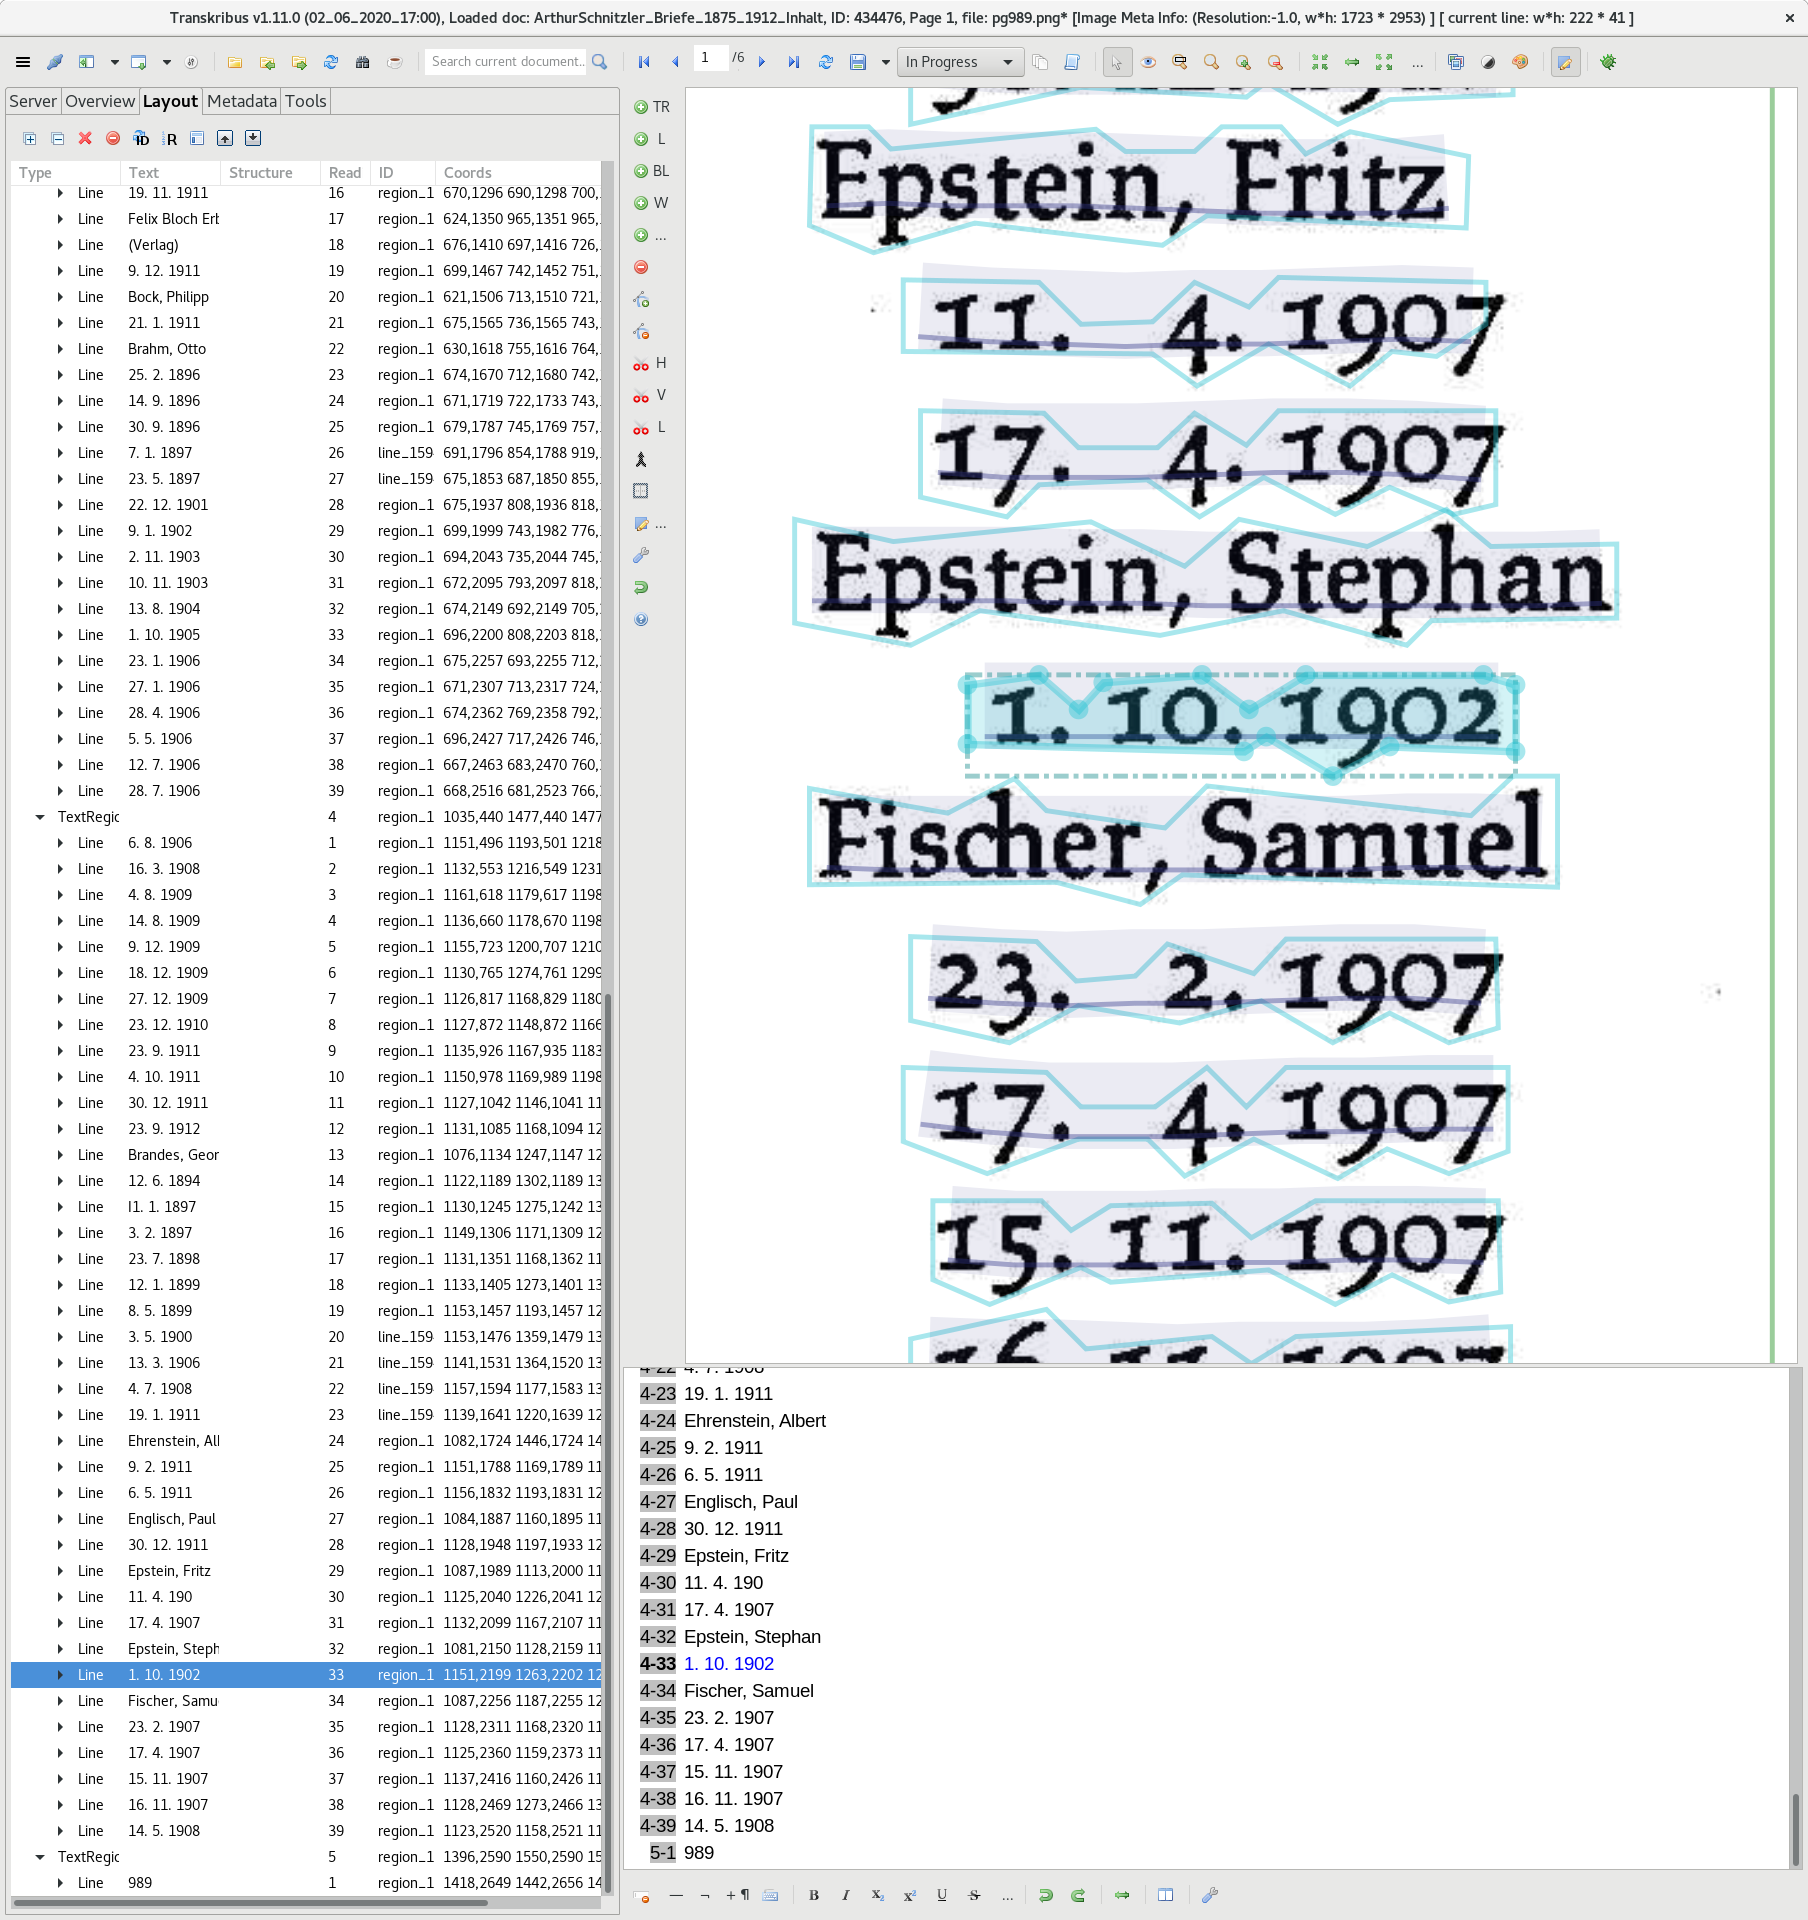 Transkribus v1.11.0 (02_06_2020_17:00), Loaded doc: ArthurSchnitzler_Briefe_1875_1912_Inhalt, ID: 434476, Page 1, file: pg989.png* [Image Meta Info: (Resolution:-1.0, w*h: 1723 * 2953) ] [ current line: w*h: 222 * 41 ]
Search current document... 1 /6 In Progress ...
Server Overview Layout Metadata Tools
ID R
Type Text Structure Read ID Coords
Line 19. 11. 1911 16 region_1 670,1296 690,1298 700,
Line Felix Bloch Erb 17 region_1 624,1350 965,1351 965,
Line (Verlag) 18 region_1 676,1410 697,1416 726,
Line 9. 12. 1911 19 region_1 699,1467 742,1452 751,
Line Bock, Philipp 20 region_1 621,1506 713,1510 721,
Line 21. 1. 1911 21 region_1 675,1565 736,1565 743,
Line Brahm, Otto 22 region_1 630,1618 755,1616 764,
Line 25. 2. 1896 23 region_1 674,1670 712,1680 742,
Line 14. 9. 1896 24 region_1 671,1719 722,1733 743,
Line 30. 9. 1896 25 region_1 679,1787 745,1769 757,
Line 7. 1. 1897 26 line_159 691,1796 854,1788 919,
Line 23. 5. 1897 27 line_159 675,1853 687,1850 855,
Line 22. 12. 1901 28 region_1 675,1937 808,1936 818,
Line 9. 1. 1902 29 region_1 699,1999 743,1982 776,
Line 2. 11. 1903 30 region_1 694,2043 735,2044 745,
Line 10. 11. 1903 31 region_1 672,2095 793,2097 818,
Line 13. 8. 1904 32 region_1 674,2149 692,2149 705,
Line 1. 10. 1905 33 region_1 696,2200 808,2203 818,
Line 23. 1. 1906 34 region_1 675,2257 693,2255 712,
Line 27. 1. 1906 35 region_1 671,2307 713,2317 724,
Line 28. 4. 1906 36 region_1 674,2362 769,2358 792,
Line 5. 5. 1906 37 region_1 696,2427 717,2426 746,
Line 12. 7. 1906 38 region_1 667,2463 683,2470 760,
Line 28. 7. 1906 39 region_1 668,2516 681,2523 766,
TextRegic 4 region_1 1035,440 1477,440 1477
Line 6. 8. 1906 1 region_1 1151,496 1193,501 1218
Line 16. 3. 1908 2 region_1 1132,553 1216,549 1231
Line 4. 8. 1909 3 region_1 1161,618 1179,617 1198
Line 14. 8. 1909 4 region_1 1136,660 1178,670 1198
Line 9. 12. 1909 5 region_1 1155,723 1200,707 1210
Line 18. 12. 1909 6 region_1 1130,765 1274,761 1299
Line 27. 12. 1909 7 region_1 1126,817 1168,829 1180
Line 23. 12. 1910 8 region_1 1127,872 1148,872 1166
Line 23. 9. 1911 9 region_1 1135,926 1167,935 1183
Line 4. 10. 1911 10 region_1 1150,978 1169,989 1198
Line 30. 12. 1911 11 region_1 1127,1042 1146,1041 11
Line 23. 9. 1912 12 region_1 1131,1085 1168,1094 12
Line Brandes, Geor 13 region_1 1076,1134 1247,1147 12
Line 12. 6. 1894 14 region_1 1122,1189 1302,1189 13
Line I1. 1. 1897 15 region_1 1130,1245 1275,1242 13
Line 3. 2. 1897 16 region_1 1149,1306 1171,1309 12
Line 23. 7. 1898 17 region_1 1131,1351 1168,1362 11
Line 12. 1. 1899 18 region_1 1133,1405 1273,1401 13
Line 8. 5. 1899 19 region_1 1153,1457 1193,1457 12
Line 3. 5. 1900 20 line_159 1153,1476 1359,1479 13
Line 13. 3. 1906 21 line_159 1141,1531 1364,1520 13
Line 4. 7. 1908 22 line_159 1157,1594 1177,1583 13
Line 19. 1. 1911 23 line_159 1139,1641 1220,1639 12
Line Ehrenstein, All 24 region_1 1082,1724 1446,1724 14
Line 9. 2. 1911 25 region_1 1151,1788 1169,1789 11
Line 6. 5. 1911 26 region_1 1156,1832 1193,1831 12
Line Englisch, Paul 27 region_1 1084,1887 1160,1895 11
Line 30. 12. 1911 28 region_1 1128,1948 1197,1933 12
Line Epstein, Fritz 29 region_1 1087,1989 1113,2000 11
Line 11. 4. 190 30 region_1 1125,2040 1226,2041 12
Line 17. 4. 1907 31 region_1 1132,2099 1167,2107 11
Line Epstein, Steph 32 region_1 1081,2150 1128,2159 11
Line 1. 10. 1902 33 region_1 1151,2199 1263,2202 12
Line Fischer, Samu 34 region_1 1087,2256 1187,2255 12
Line 23. 2. 1907 35 region_1 1128,2311 1168,2320 11
Line 17. 4. 1907 36 region_1 1125,2360 1159,2373 11
Line 15. 11. 1907 37 region_1 1137,2416 1160,2426 11
Line 16. 11. 1907 38 region_1 1128,2469 1273,2466 13
Line 14. 5. 1908 39 region_1 1123,2520 1158,2521 11
TextRegic 5 region_1 1396,2590 1550,2590 15
Line 989 1 region_1 1418,2649 1442,2656 14
TR
L
BL
W
...
H
V
L
...
Epstein, Fritz
11. 4. 1907
17. 4. 1907
Epstein, Stephan
1. 10. 1902
Fischer, Samuel
23. 2. 1907
17. 4. 1907
15. 11. 1907
16. 11. 1907
4-22 4. 7. 1908
4-23 19. 1. 1911
4-24 Ehrenstein, Albert
4-25 9. 2. 1911
4-26 6. 5. 1911
4-27 Englisch, Paul
4-28 30. 12. 1911
4-29 Epstein, Fritz
4-30 11. 4. 190
4-31 17. 4. 1907
4-32 Epstein, Stephan
4-33 1. 10. 1902
4-34 Fischer, Samuel
4-35 23. 2. 1907
4-36 17. 4. 1907
4-37 15. 11. 1907
4-38 16. 11. 1907
4-39 14. 5. 1908
5-1 989
— ¬ +¶ B I X₂ x² U S ...